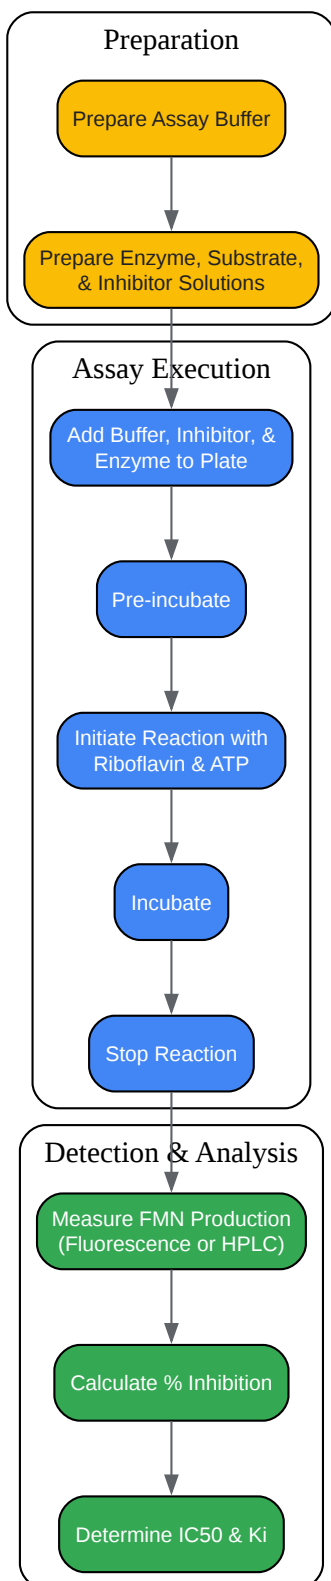 Preparation
Prepare Assay Buffer
Prepare Enzyme, Substrate,
& Inhibitor Solutions
Assay Execution
Add Buffer, Inhibitor, &
Enzyme to Plate
Pre-incubate
Initiate Reaction with
Riboflavin & ATP
Incubate
Stop Reaction
Detection & Analysis
Measure FMN Production
(Fluorescence or HPLC)
Calculate % Inhibition
Determine IC50 & Ki